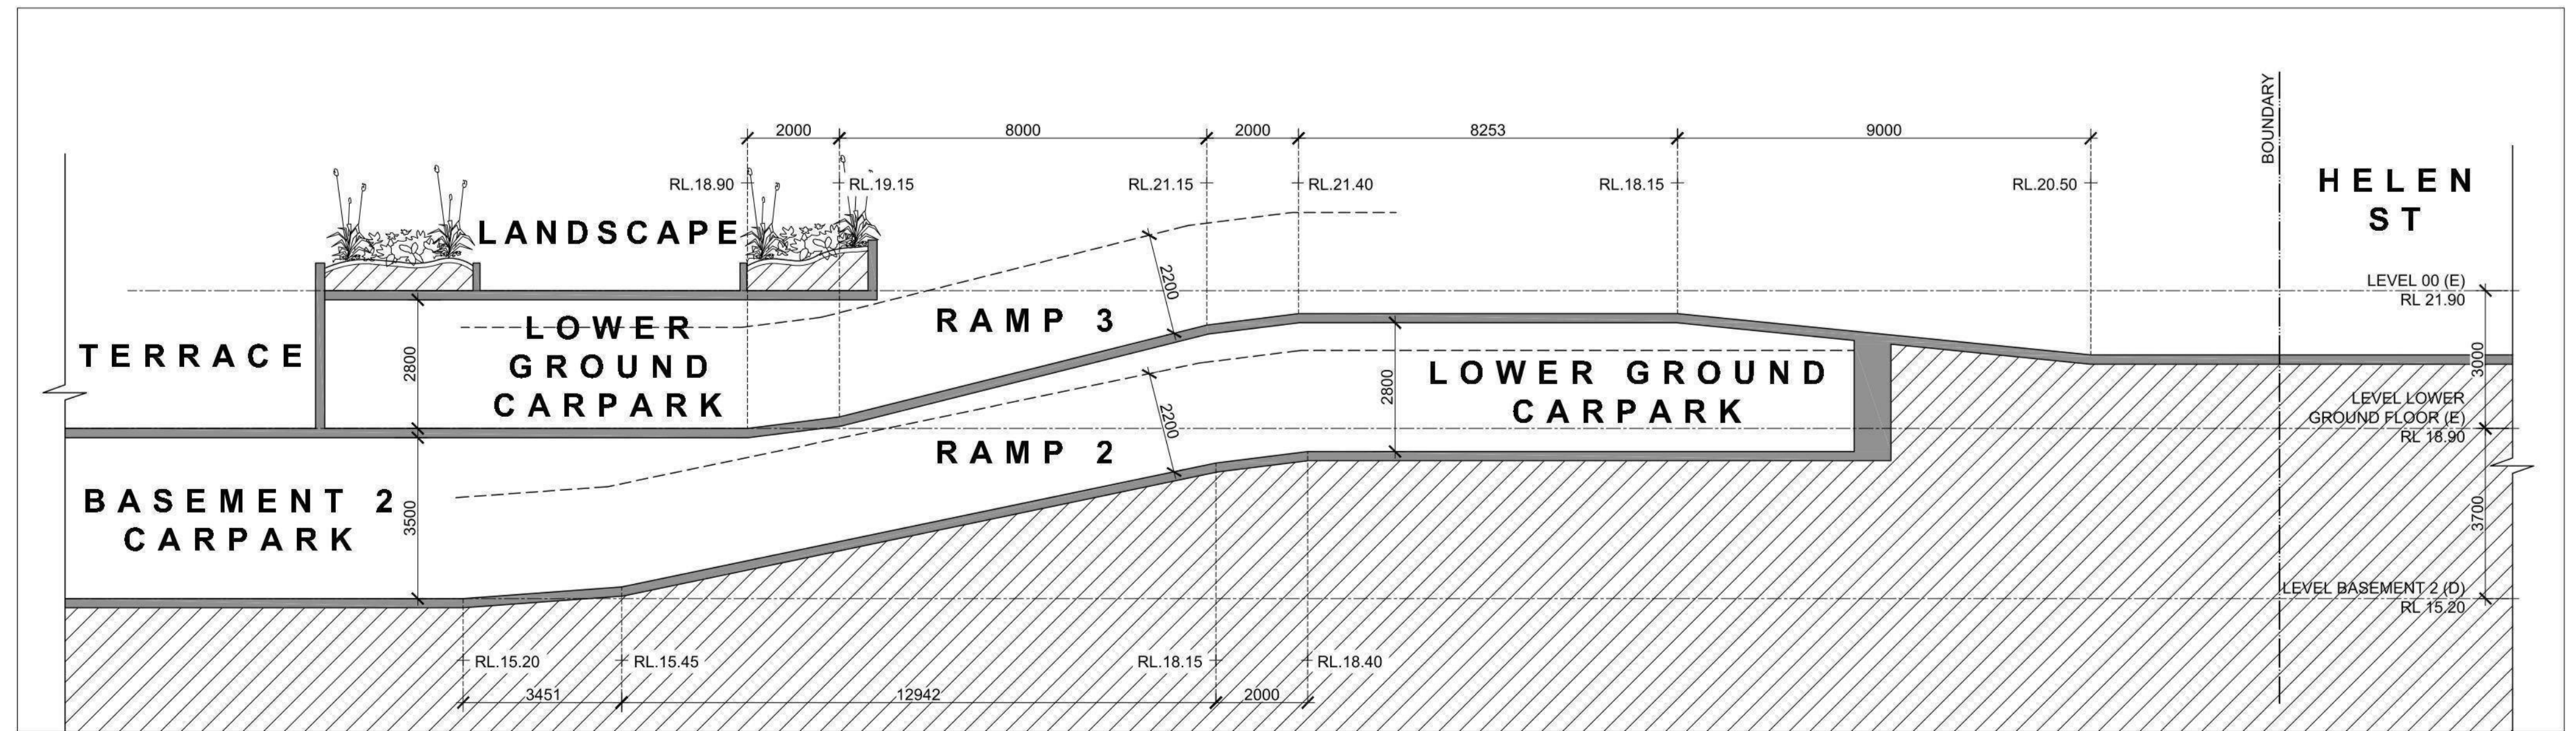 BOUNDARY
2000
8000
2000
8253
9000
RL.18.90
RL.19.15
RL.21.15
RL.21.40
RL.18.15
RL.20.50
HELEN
ST
LANDSCAPE
LEVEL 00 (E)
RL 21.90
2200
RAMP 3
LOWER
GROUND
CARPARK
TERRACE
2800
2800
LOWER GROUND
CARPARK
3000
LEVEL LOWER
GROUND FLOOR (E)
RL 18.90
2200
RAMP 2
BASEMENT 2
CARPARK
3500
3700
LEVEL BASEMENT 2 (D)
RL 15.20
RL.15.20
RL.15.45
RL.18.15
RL.18.40
3451
12942
2000